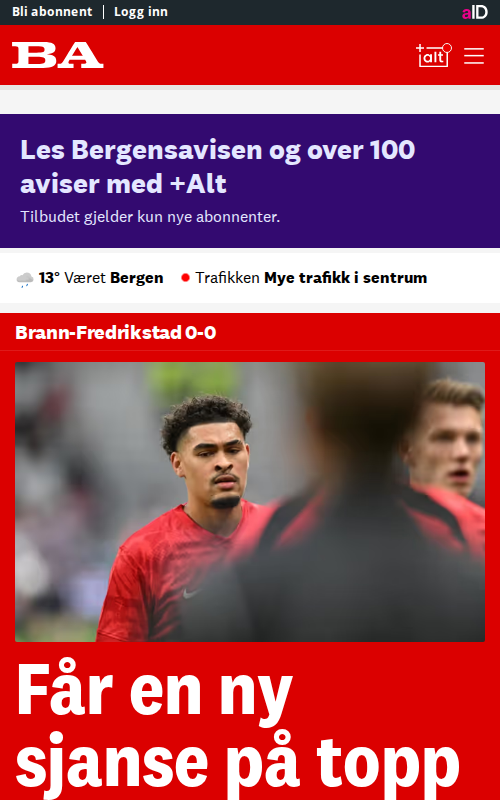 Bli abonnent Logg inn aID
BA +alt
Les Bergensavisen og over 100
aviser med +Alt
Tilbudet gjelder kun nye abonnenter.
13° Været Bergen Trafikken Mye trafikk i sentrum
Brann-Fredrikstad 0-0
Får en ny
sjanse på topp